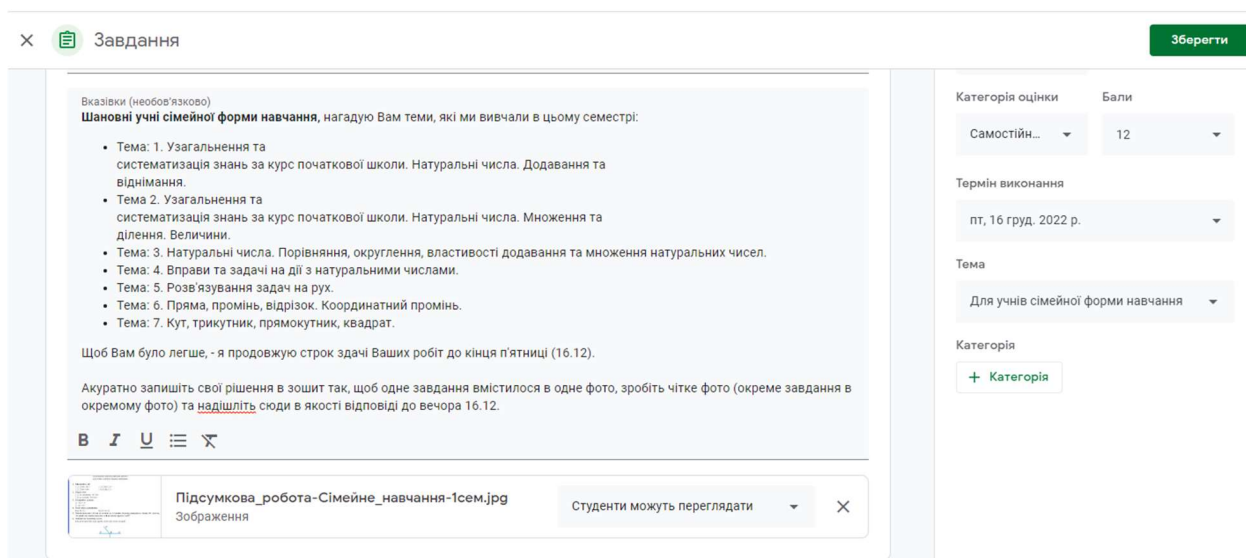 Завдання
Зберегти
Вказівки (необов'язково)
Шановні учні сімейної форми навчання, нагадую Вам теми, які ми вивчали в цьому семестрі:
Тема: 1. Узагальнення та
систематизація знань за курс початкової школи. Натуральні числа. Додавання та
віднімання.
Тема 2. Узагальнення та
систематизація знань за курс початкової школи. Натуральні числа. Множення та
ділення. Величини.
Тема: 3. Натуральні числа. Порівняння, округлення, властивості додавання та множення натуральних чисел.
Тема: 4. Вправи та задачі на дії з натуральними числами.
Тема: 5. Розв'язування задач на рух.
Тема: 6. Пряма, промінь, відрізок. Координатний промінь.
Тема: 7. Кут, трикутник, прямокутник, квадрат.
Щоб Вам було легше, - я продовжую строк здачі Ваших робіт до кінця п'ятниці (16.12).
Акуратно запишіть свої рішення в зошит так, щоб одне завдання вмістилося в одне фото, зробіть чітке фото (окреме завдання в
окремому фото) та надішліть сюди в якості відповіді до вечора 16.12.
B I U
Підсумкова_робота-Сімейне_навчання-1сем.jpg
Зображення
Студенти можуть переглядати
Категорія оцінки
Бали
Самостійн...
12
Термін виконання
пт, 16 груд. 2022 р.
Тема
Для учнів сімейної форми навчання
Категорія
+ Категорія